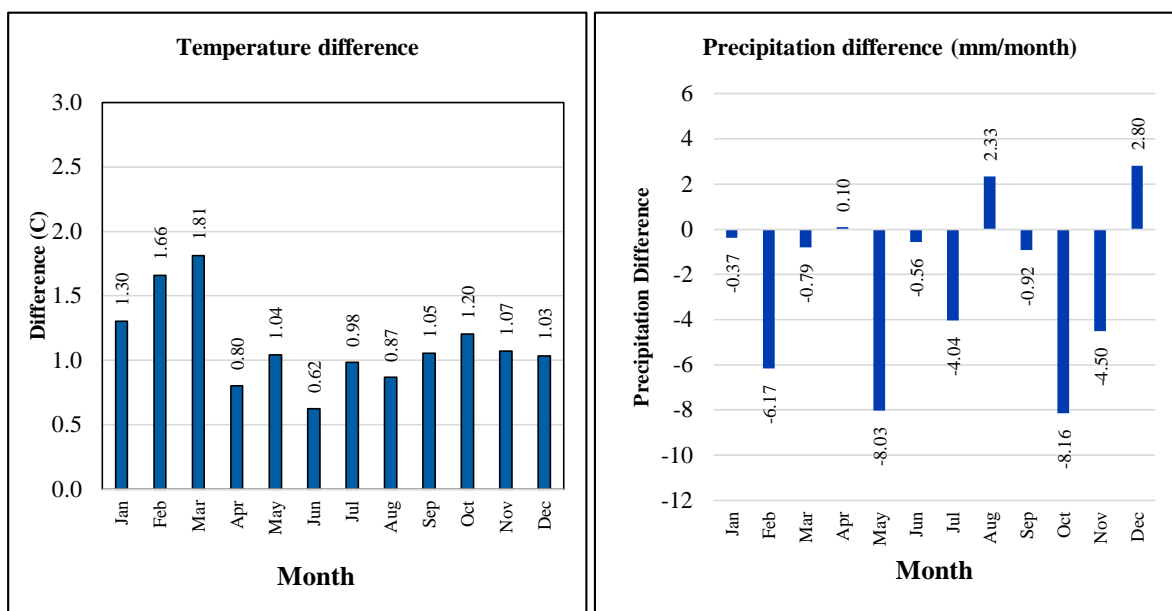 Temperature difference
Difference (C)
3.0
2.5
2.0
1.5
1.0
0.5
0.0
1.30
1.66
1.81
0.80
1.04
0.62
0.98
0.87
1.05
1.20
1.07
1.03
Jan
Feb
Mar
Apr
May
Jun
Jul
Aug
Sep
Oct
Nov
Dec
Month
Precipitation difference (mm/month)
Precipitation Difference
6
4
2
0
-2
-4
-6
-8
-10
-12
-0.37
-6.17
-0.79
0.10
-8.03
-0.56
-4.04
2.33
-0.92
-8.16
-4.50
2.80
Jan
Feb
Mar
Apr
May
Jun
Jul
Aug
Sep
Oct
Nov
Dec
Month